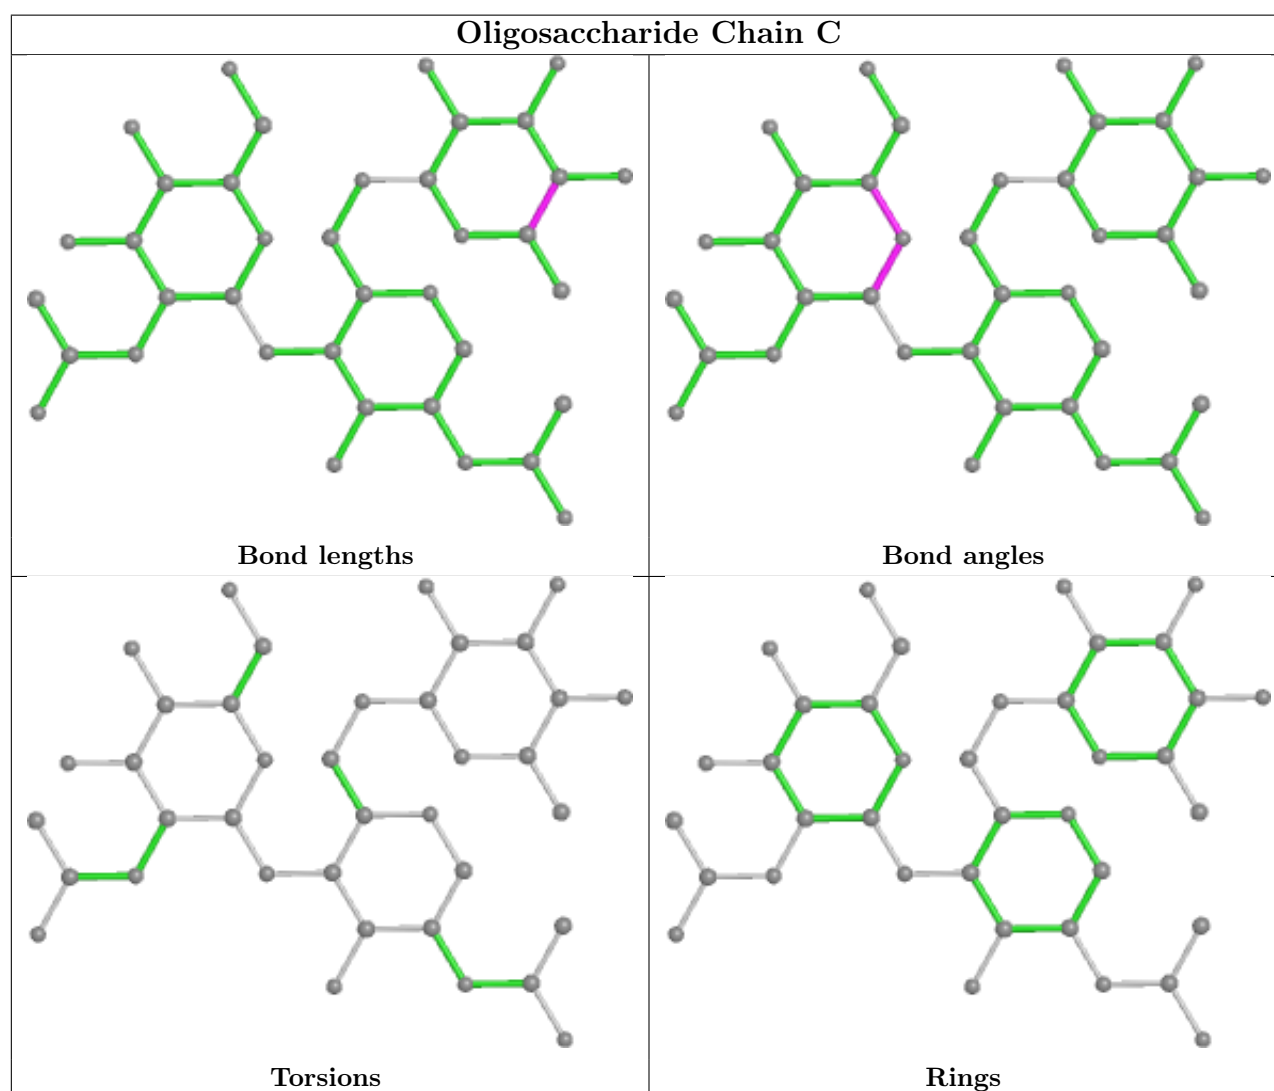 Oligosaccharide Chain C
Bond lengths
Bond angles
Torsions
Rings